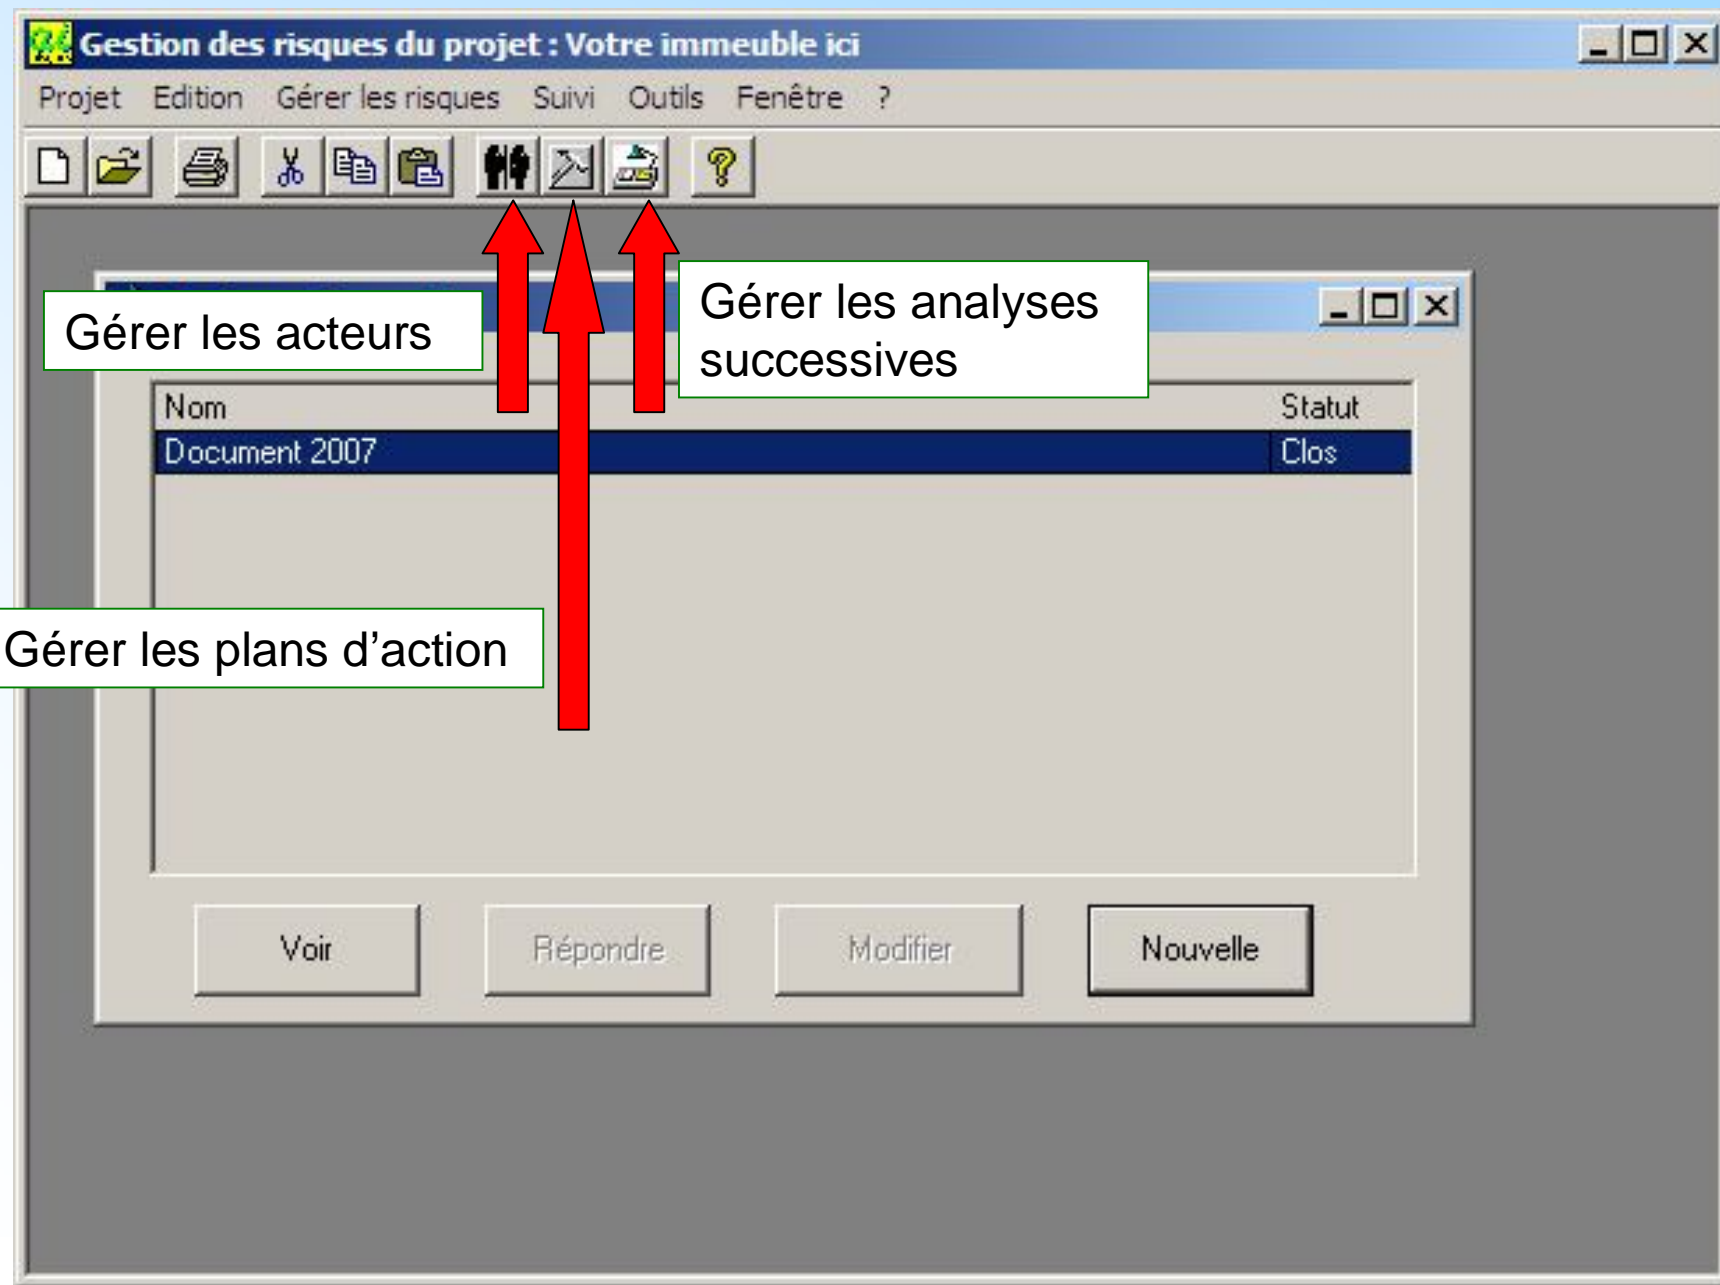 Gestion des risques du projet : Votre immeuble ici
Projet Edition Gérer les risques Suivi Outils Fenêtre ?
Gérer les acteurs
Gérer les analyses
successives
Nom Statut
Document 2007 Clos
Gérer les plans d’action
Voir Répondre Modifier Nouvelle